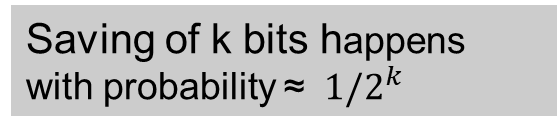 Saving of k bits happens
with probability ≈ 1/2^k